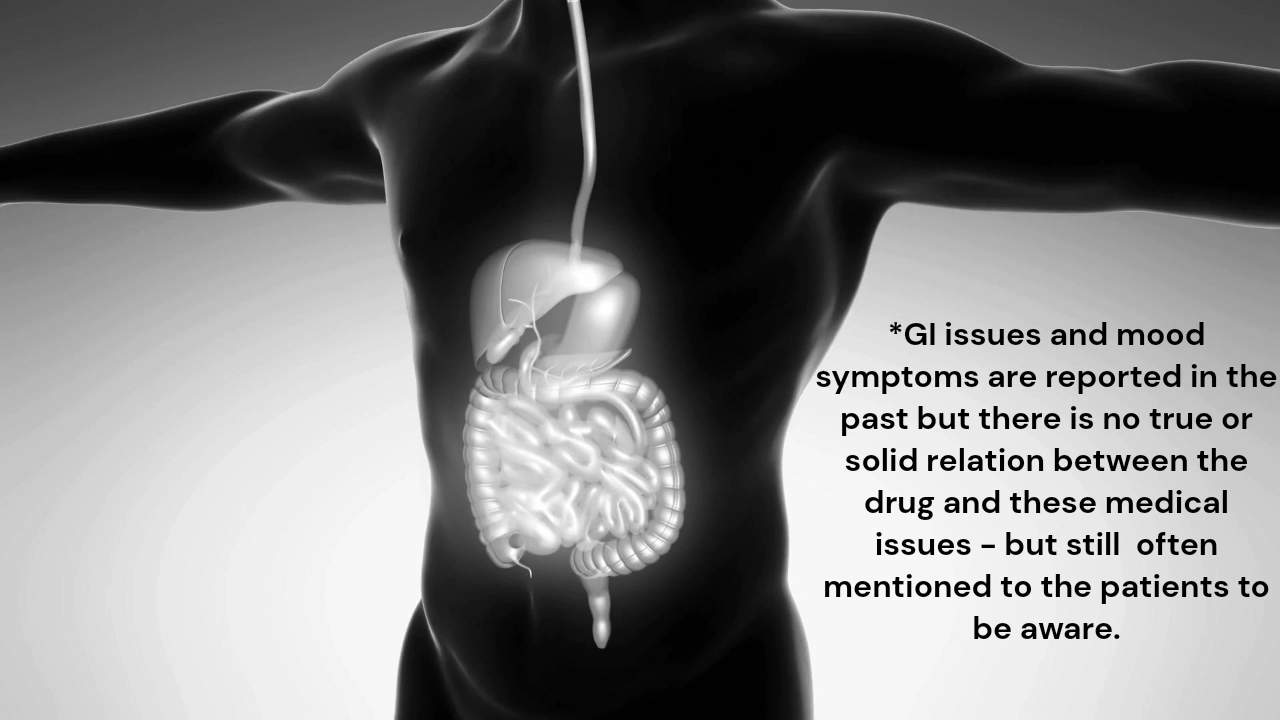 *GI issues and mood
symptoms are reported in the
past but there is no true or
solid relation between the
drug and these medical
issues - but still  often
mentioned to the patients to
be aware.